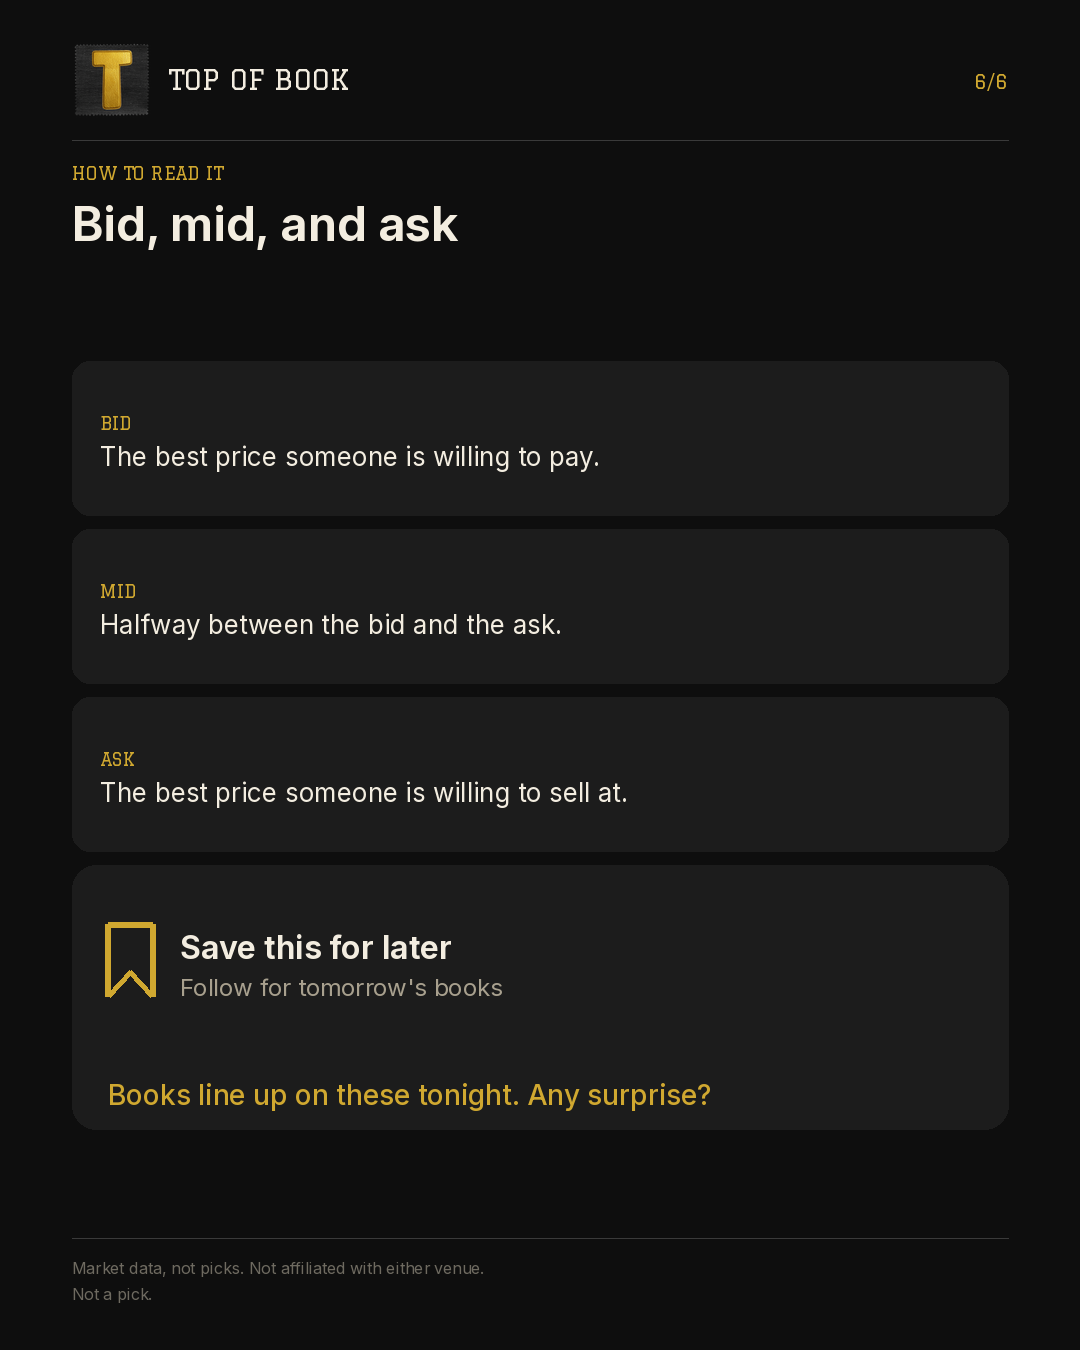 T
TOP OF BOOK
6/6
HOW TO READ IT
Bid, mid, and ask
BID
The best price someone is willing to pay.
MID
Halfway between the bid and the ask.
ASK
The best price someone is willing to sell at.
Save this for later
Follow for tomorrow's books
Books line up on these tonight. Any surprise?
Market data, not picks. Not affiliated with either venue.
Not a pick.